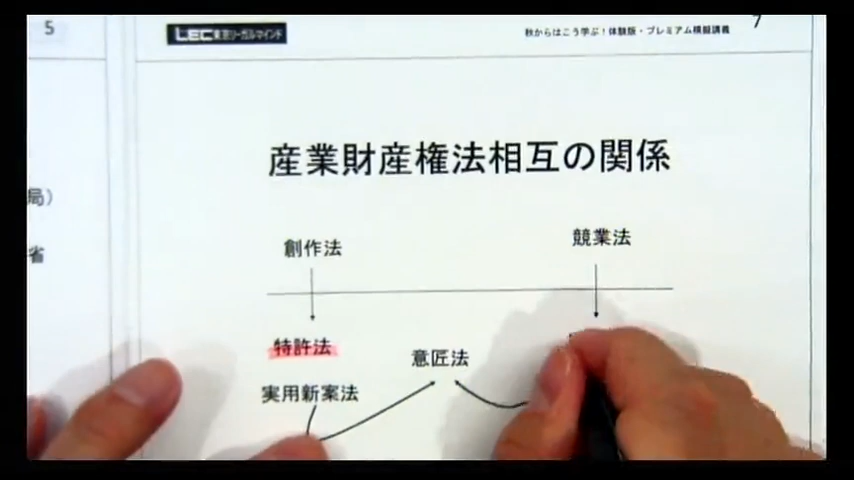 5
LEC東京リーガルマインド
秋からはこう学ぶ！体験版・プレミアム模擬講義
7
産業財産権法相互の関係
創作法
競業法
局）
省
特許法
意匠法
実用新案法